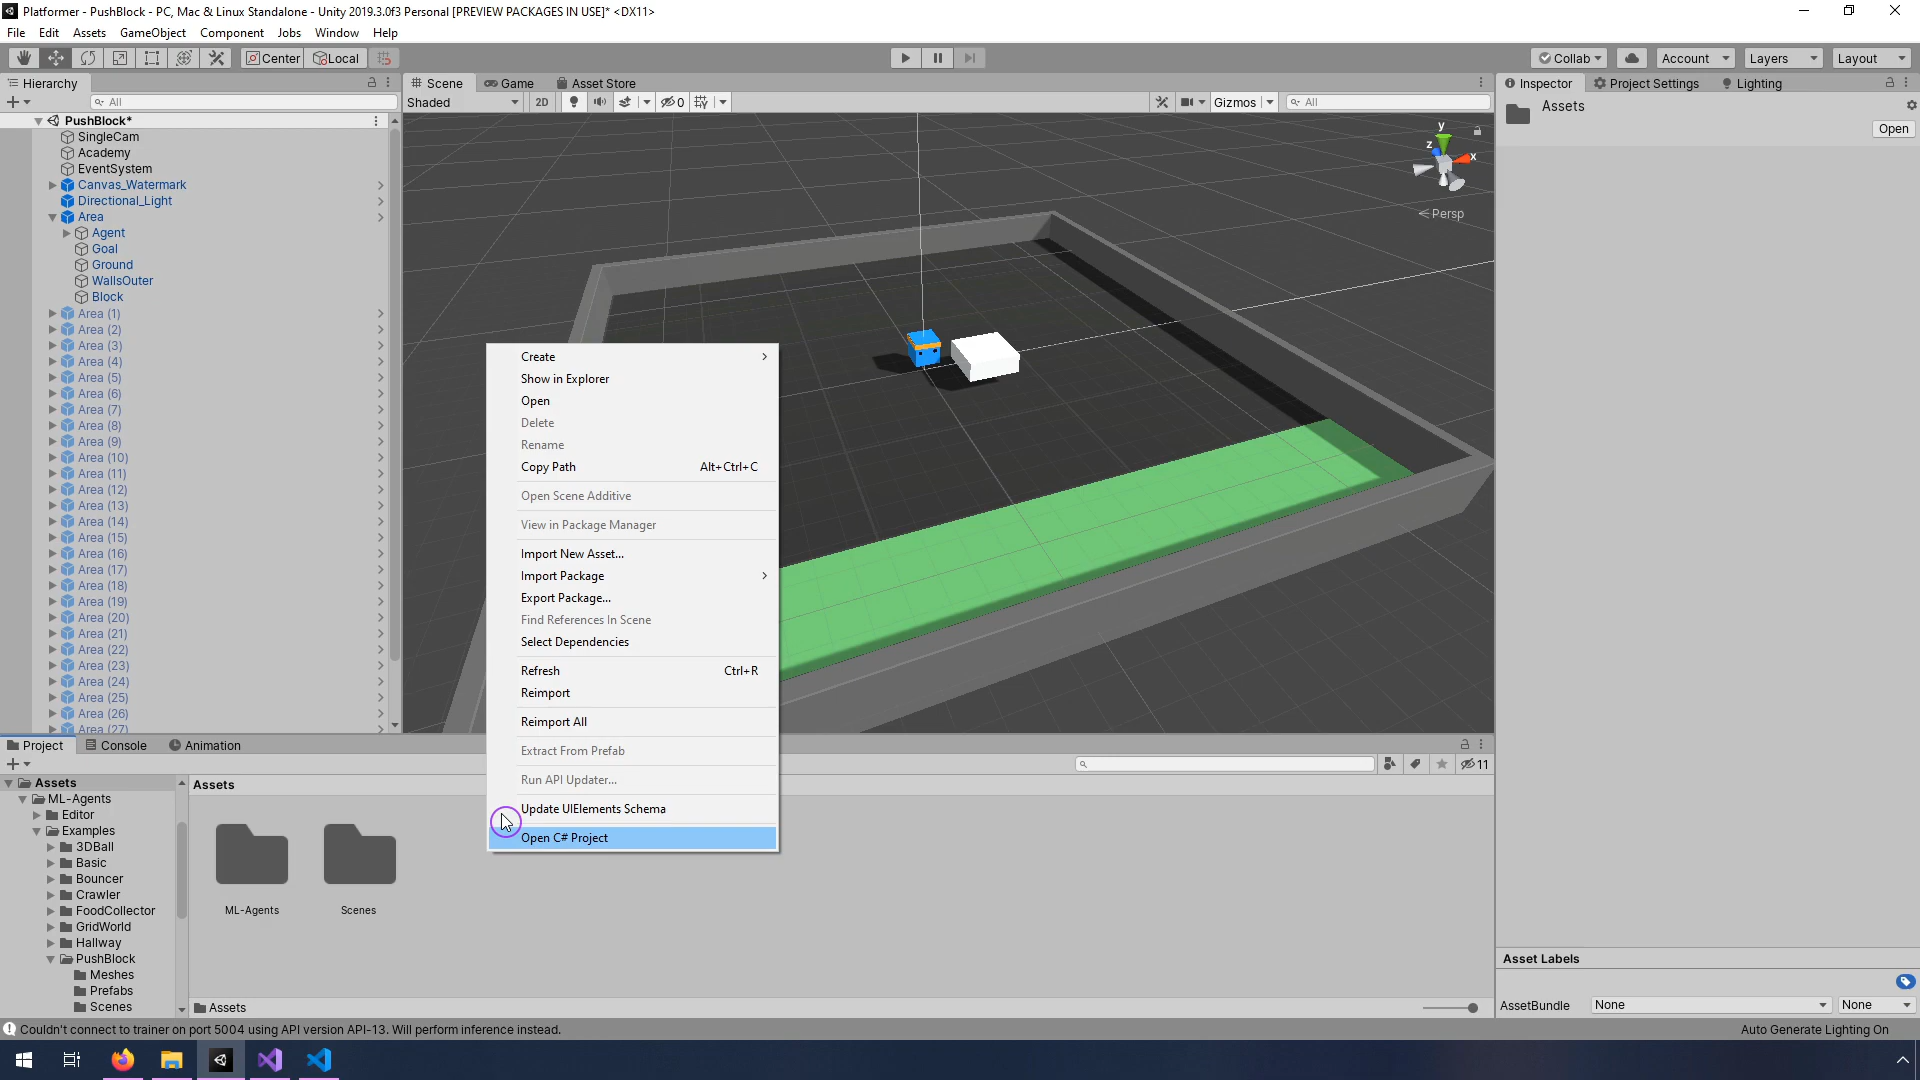 Platformer - PushBlock - PC, Mac & Linux Standalone - Unity 2019.3.0f3 Personal [PREVIEW PACKAGES IN USE]* <DX11>
File Edit Assets GameObject Component Jobs Window Help
Center Local Collab Account Layers Layout
Hierarchy
All
PushBlock*
SingleCam
Academy
EventSystem
Canvas_Watermark
Directional_Light
Area
Agent
Goal
Ground
WallsOuter
Block
Area (1)
Area (2)
Area (3)
Area (4)
Area (5)
Area (6)
Area (7)
Area (8)
Area (9)
Area (10)
Area (11)
Area (12)
Area (13)
Area (14)
Area (15)
Area (16)
Area (17)
Area (18)
Area (19)
Area (20)
Area (21)
Area (22)
Area (23)
Area (24)
Area (25)
Area (26)
Area (27)
Scene Game Asset Store
Shaded 2D 0 Gizmos All
y
z
x
Persp
Create
Show in Explorer
Open
Delete
Rename
Copy Path Alt+Ctrl+C
Open Scene Additive
View in Package Manager
Import New Asset...
Import Package
Export Package...
Find References In Scene
Select Dependencies
Refresh Ctrl+R
Reimport
Reimport All
Extract From Prefab
Run API Updater...
Update UIElements Schema
Open C# Project
Inspector Project Settings Lighting
Assets
Open
Asset Labels
AssetBundle None None
Project Console Animation
11
Assets
ML-Agents
Editor
Examples
3DBall
Basic
Bouncer
Crawler
FoodCollector
GridWorld
Hallway
PushBlock
Meshes
Prefabs
Scenes
Assets
ML-Agents
Scenes
Assets
Couldn't connect to trainer on port 5004 using API version API-13. Will perform inference instead.
Auto Generate Lighting On